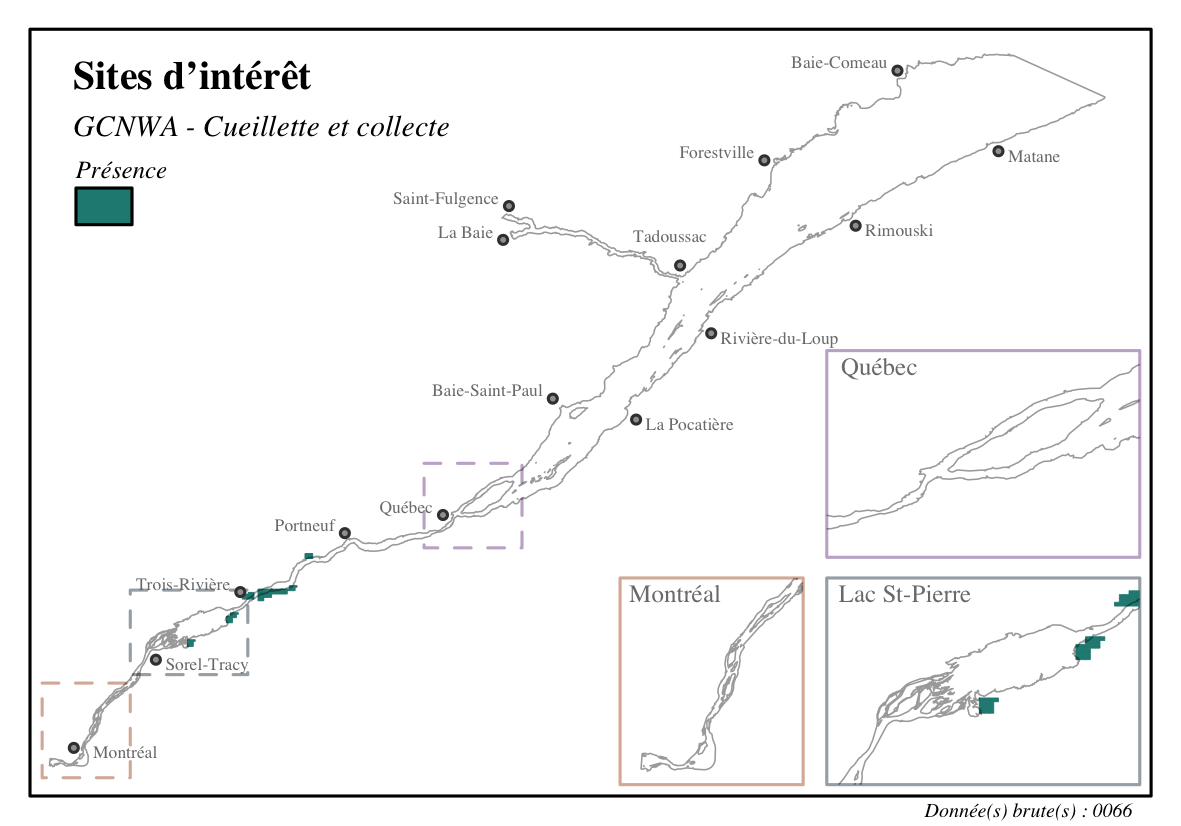 Sites d’intérêt
GCNWA - Cueillette et collecte
Présence
Baie-Comeau
Forestville
Matane
Saint-Fulgence
La Baie
Tadoussac
Rimouski
Rivière-du-Loup
Baie-Saint-Paul
La Pocatière
Québec
Portneuf
Trois-Rivière
Sorel-Tracy
Montréal
Québec
Montréal
Lac St-Pierre
Donnée(s) brute(s) : 0066